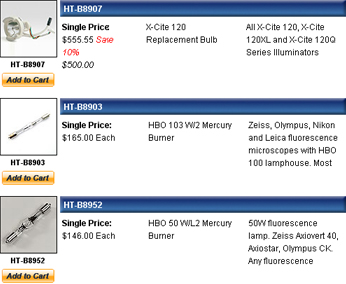 HT-B8907
Single Price:
$555.55 Save
10%
$500.00
X-Cite 120
Replacement Bulb
All X-Cite 120, X-Cite
120XL and X-Cite 120Q
Series Illuminators
HT-B8907
Add to Cart
HT-B8903
Single Price:
$165.00 Each
HBO 103 W/2 Mercury
Burner
Zeiss, Olympus, Nikon
and Leica fluorescence
microscopes with HBO
100 lamphouse. Most
HT-B8903
Add to Cart
HT-B8952
Single Price:
$146.00 Each
HBO 50 W/L2 Mercury
Burner
50W fluorescence
lamp. Zeiss Axiovert 40,
Axiostar, Olympus CK.
Any fluorescence
HT-B8952
Add to Cart